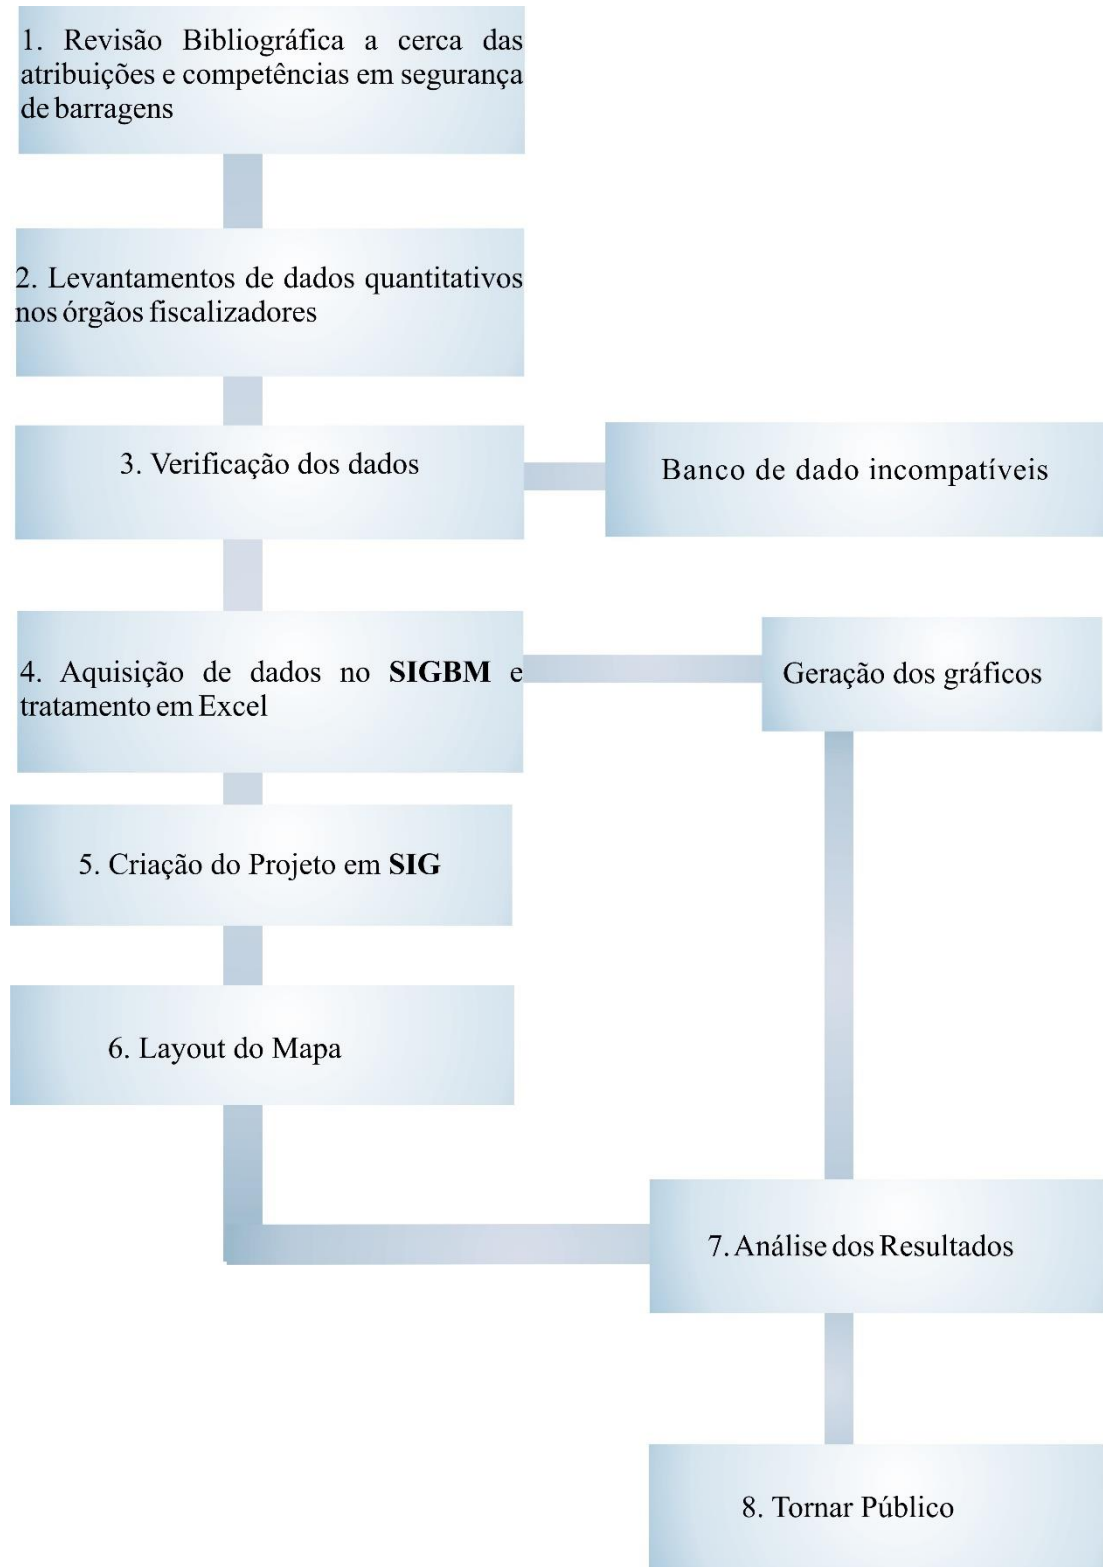 1. Revisão Bibliográfica a cerca das
atribuições e competências em segurança
de barragens
2. Levantamentos de dados quantitativos
nos órgãos fiscalizadores
3. Verificação dos dados
Banco de dado incompatíveis
4. Aquisição de dados no SIGBM e
tratamento em Excel
Geração dos gráficos
5. Criação do Projeto em SIG
6. Layout do Mapa
7. Análise dos Resultados
8. Tornar Público